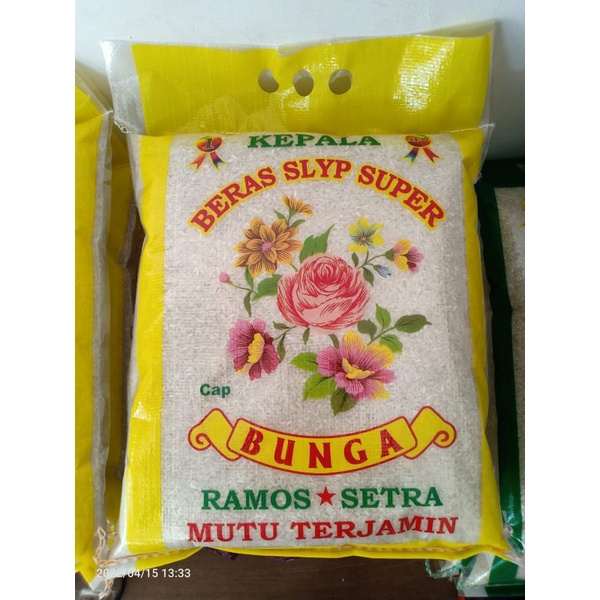 KEPALA
BERAS SLYP SUPER
Cap
BUNGA
RAMOS ★ SETRA
MUTU TERJAMIN
2022/04/15 13:33